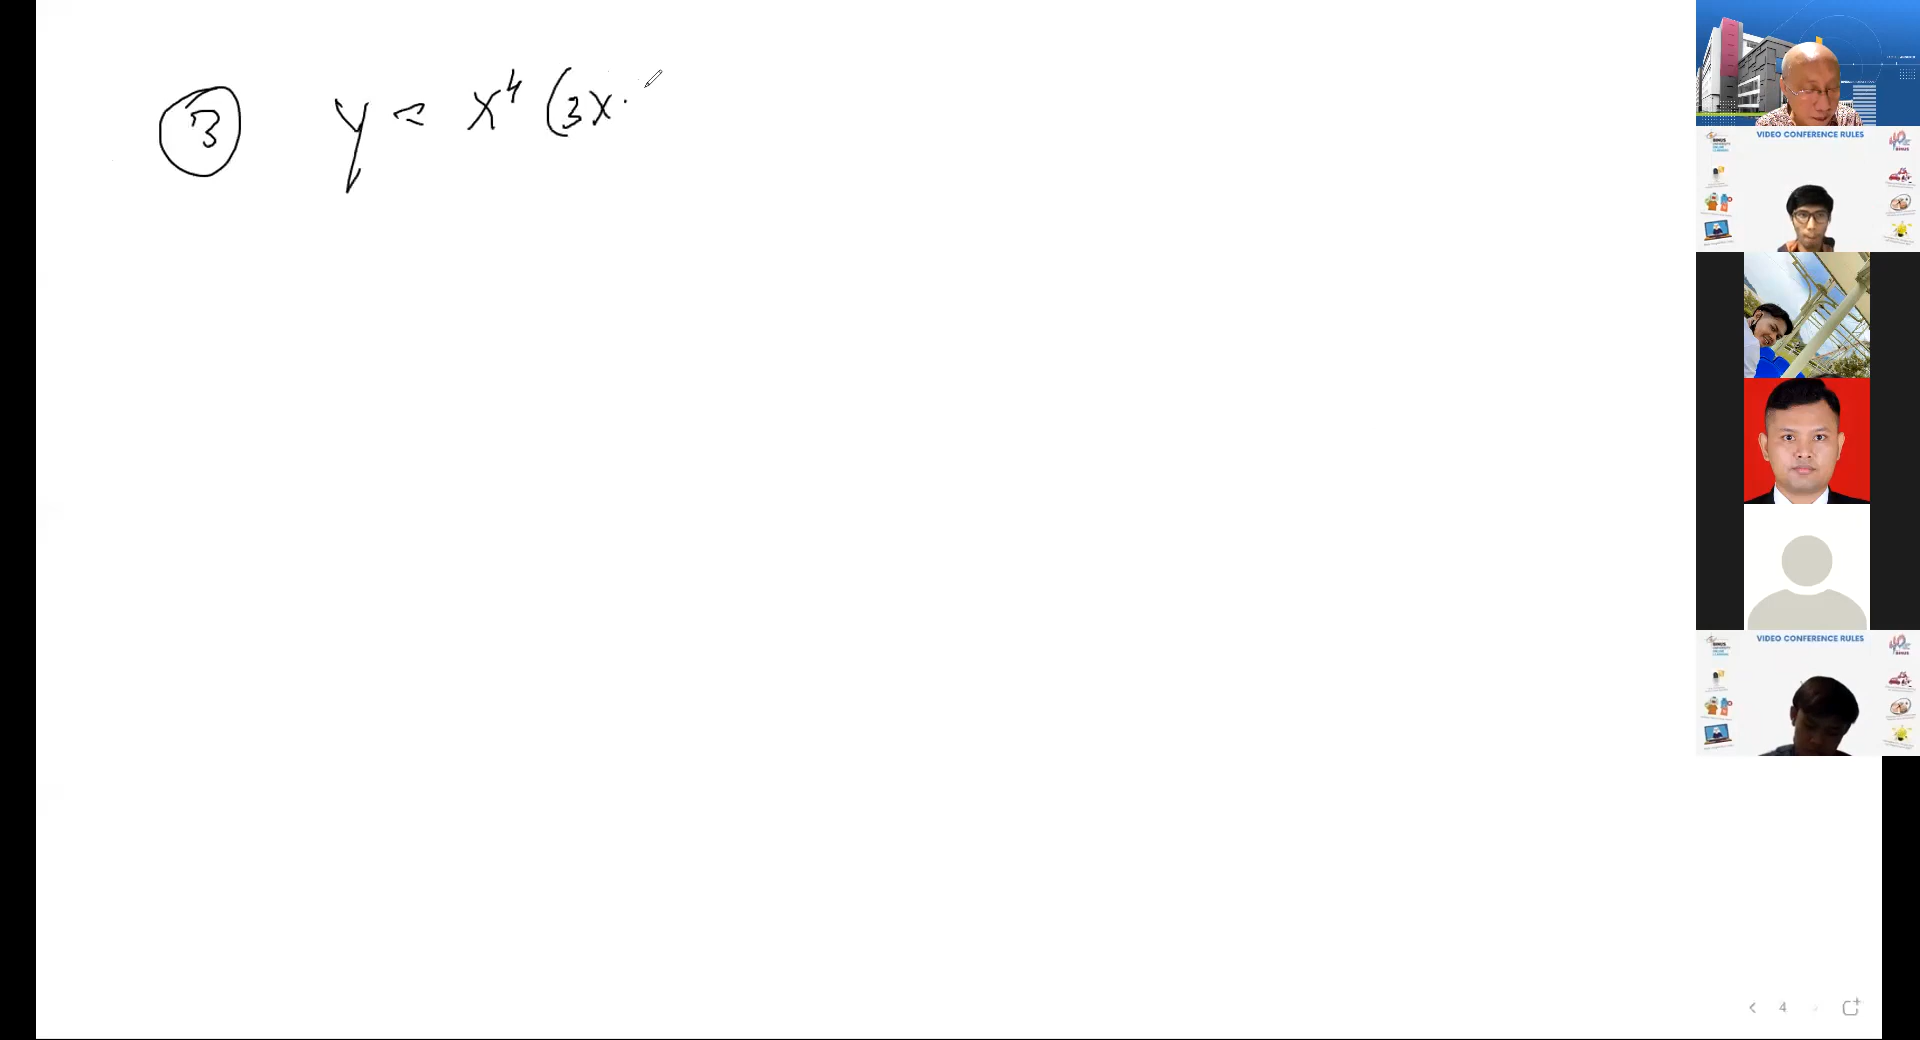 ③ y = x⁴ (3x.
VIDEO CONFERENCE RULES
VIDEO CONFERENCE RULES
< 4